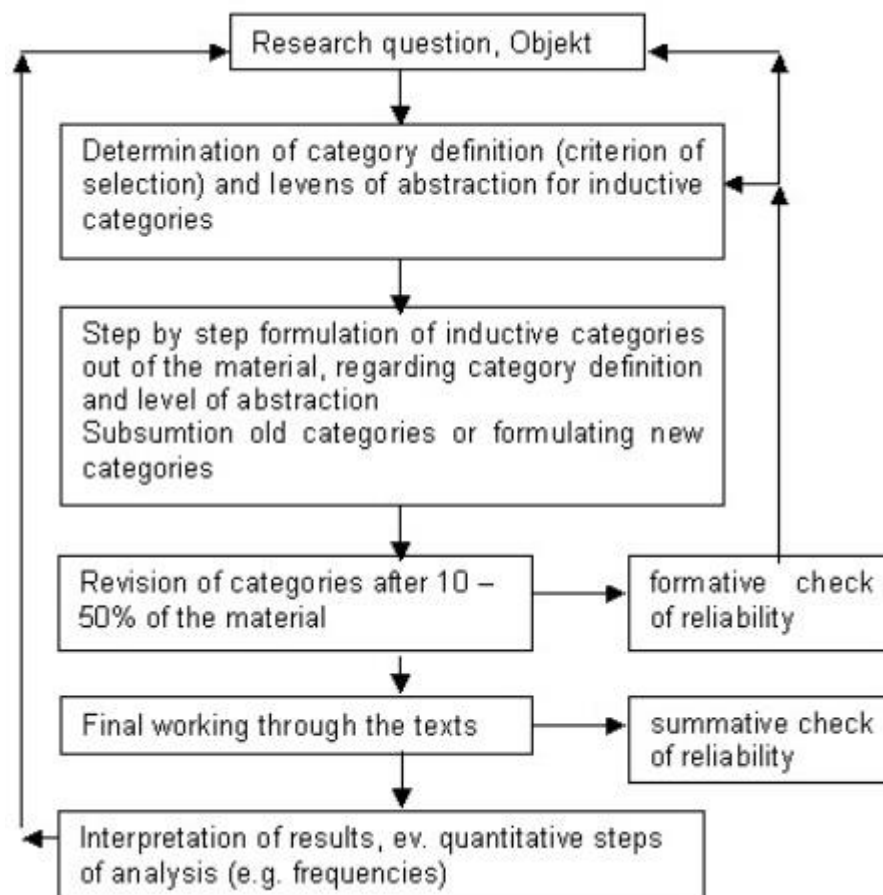 Research question, Objekt
Determination of category definition (criterion of
selection) and levens of abstraction for inductive
categories
Step by step formulation of inductive categories
out of the material, regarding category definition
and level of abstraction
Subsumtion old categories or formulating new
categories
Revision of categories after 10 –
50% of the material
formative check
of reliability
Final working through the texts
summative check
of reliability
Interpretation of results, ev. quantitative steps
of analysis (e.g. frequencies)